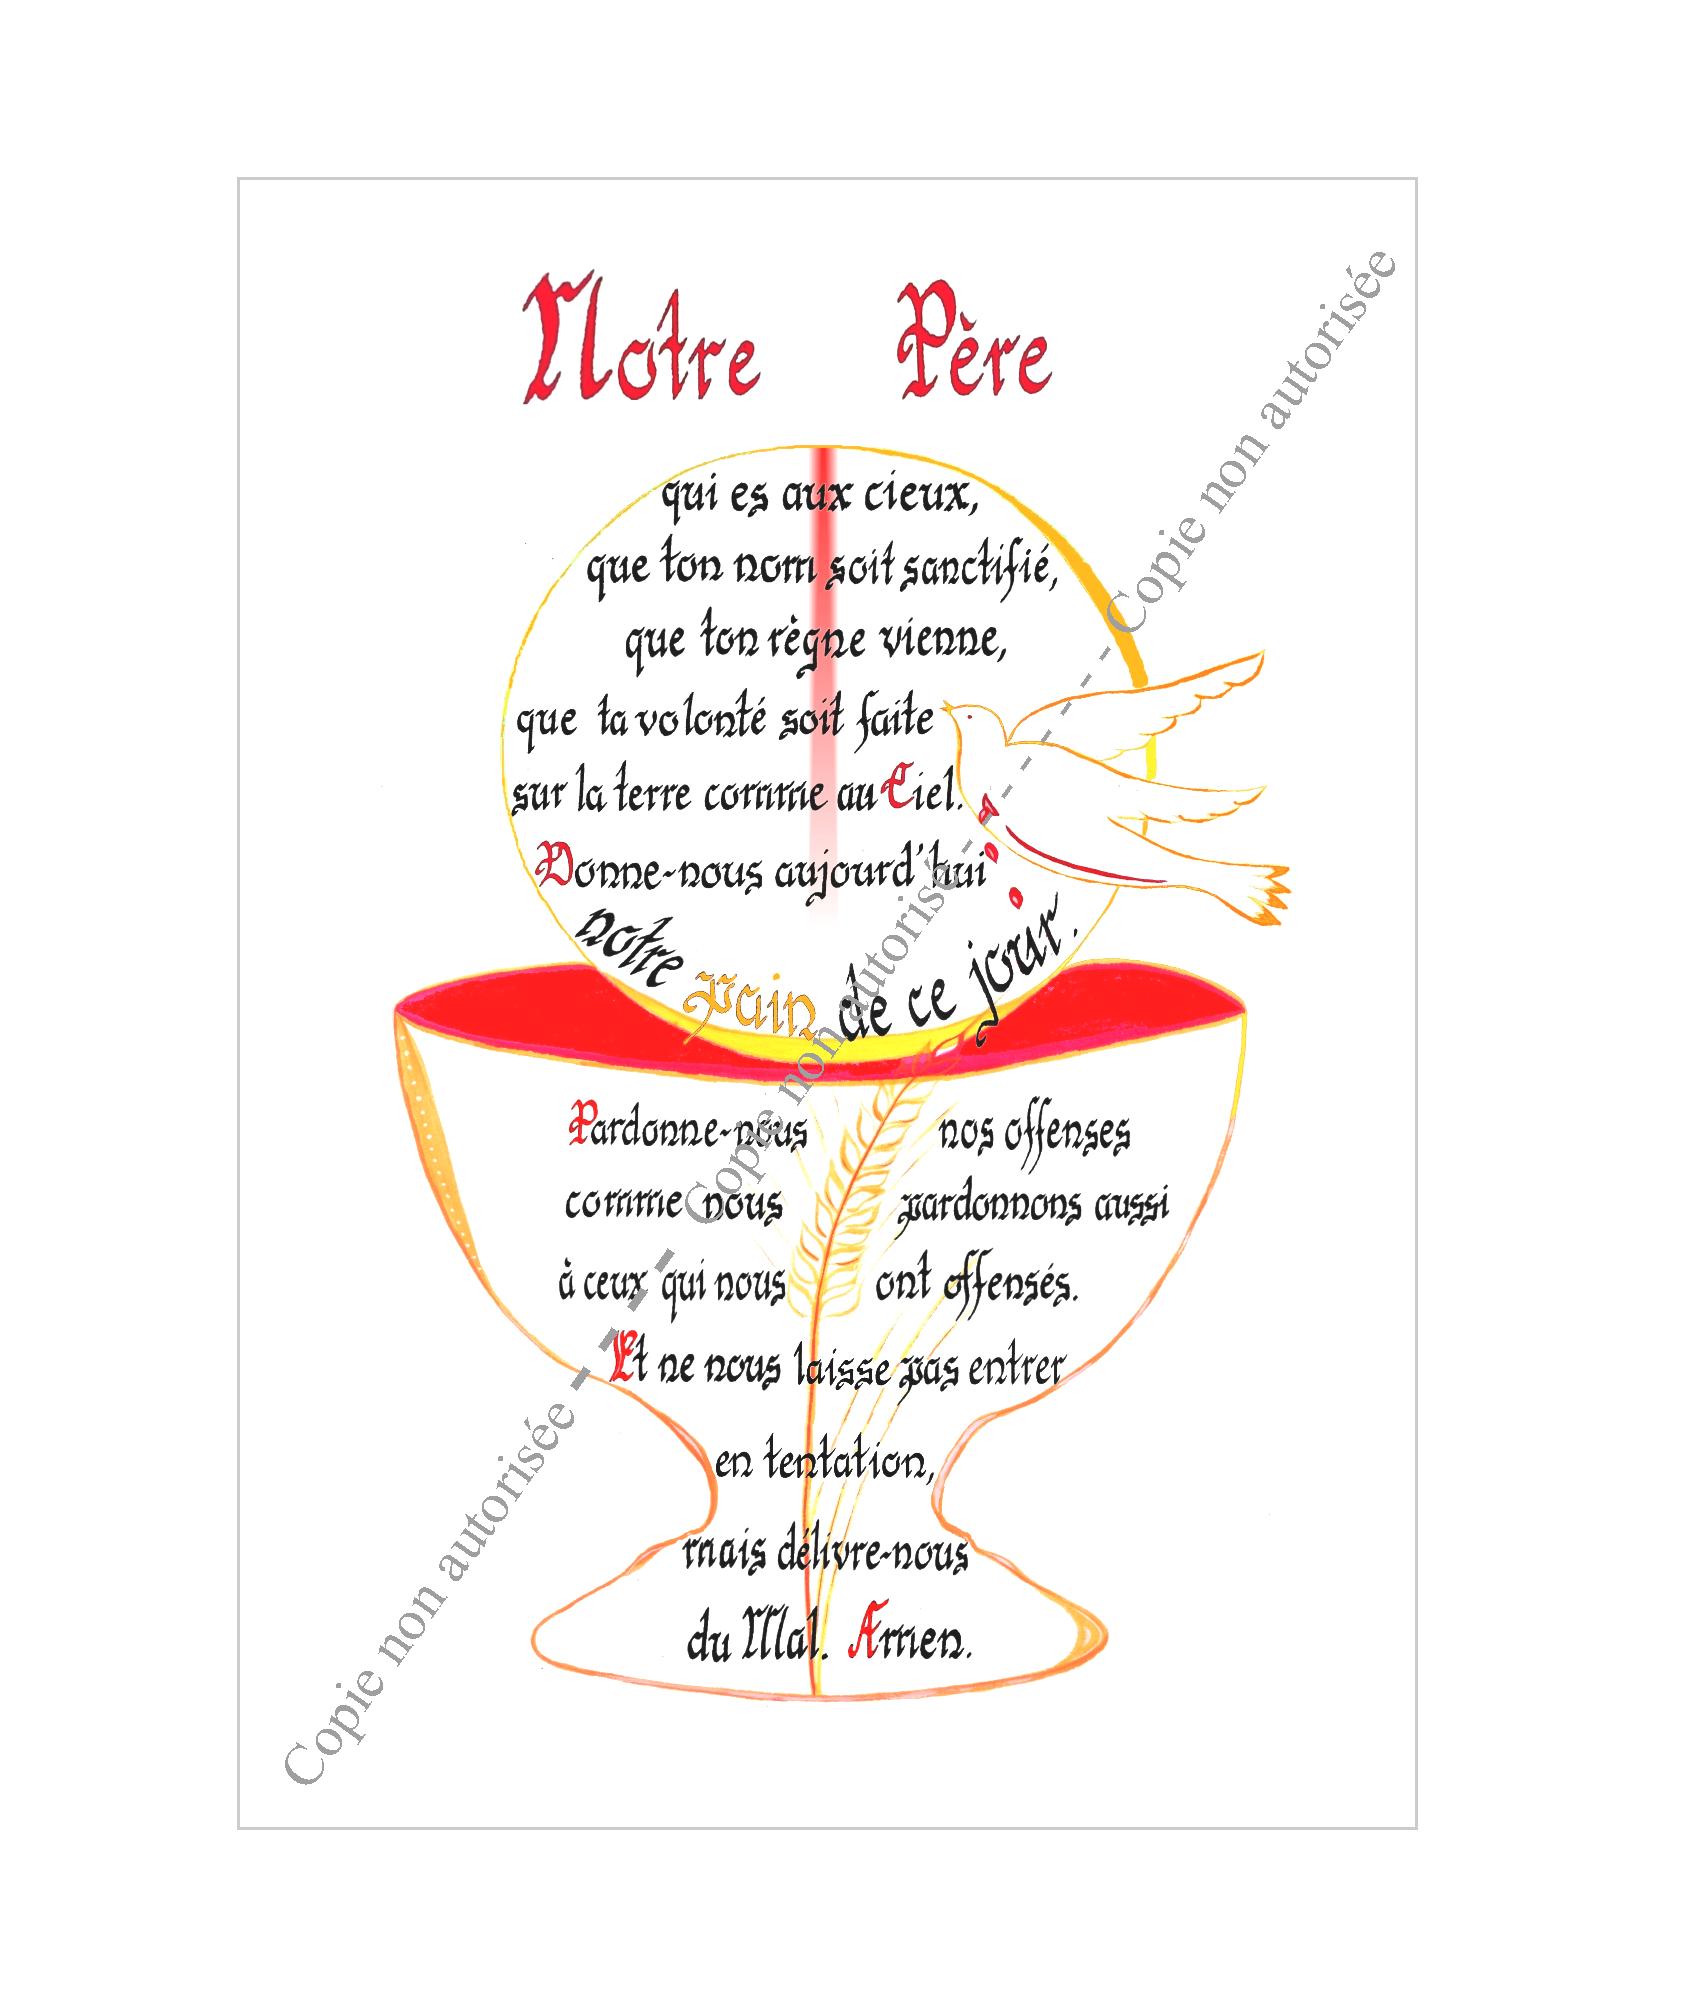 Notre Père
qui es aux cieux,
que ton nom soit sanctifié,
que ton règne vienne,
que ta volonté soit faite
sur la terre comme au Ciel.
Donne-nous aujourd'hui
notre Pain de ce jour.
Pardonne-nous nos offenses
comme nous pardonnons aussi
à ceux qui nous ont offensés.
Et ne nous laisse pas entrer
en tentation,
mais délivre-nous
du Mal. Amen.
Copie non autorisée -- Copie non autorisée -- Copie non autorisée